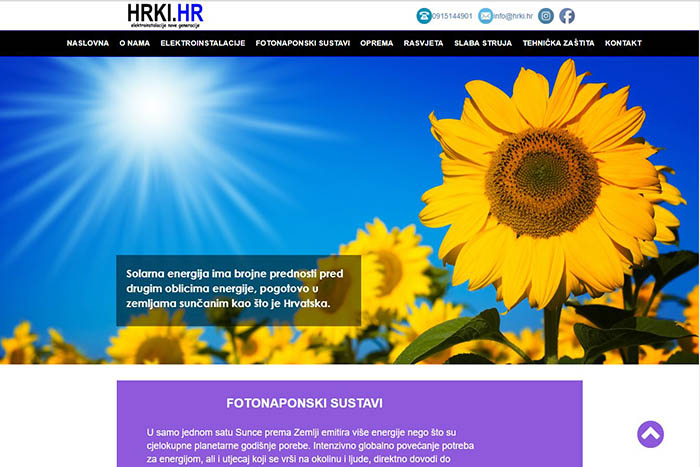 HRKI.HR
elektroinstalacije nove generacije
0915144901 info@hrki.hr
NASLOVNA O NAMA ELEKTROINSTALACIJE FOTONAPONSKI SUSTAVI OPREMA RASVJETA SLABA STRUJA TEHNIČKA ZAŠTITA KONTAKT
Solarna energija ima brojne prednosti pred
drugim oblicima energije, pogotovo u
zemljama sunčanim kao što je Hrvatska.
FOTONAPONSKI SUSTAVI
U samo jednom satu Sunce prema Zemlji emitira više energije nego što su
cjelokupne planetarne godišnje porebe. Intenzivno globalno povećanje potreba
za energijom, ali i utjecaj koji se vrši na okolinu i ljude, direktno dovodi do